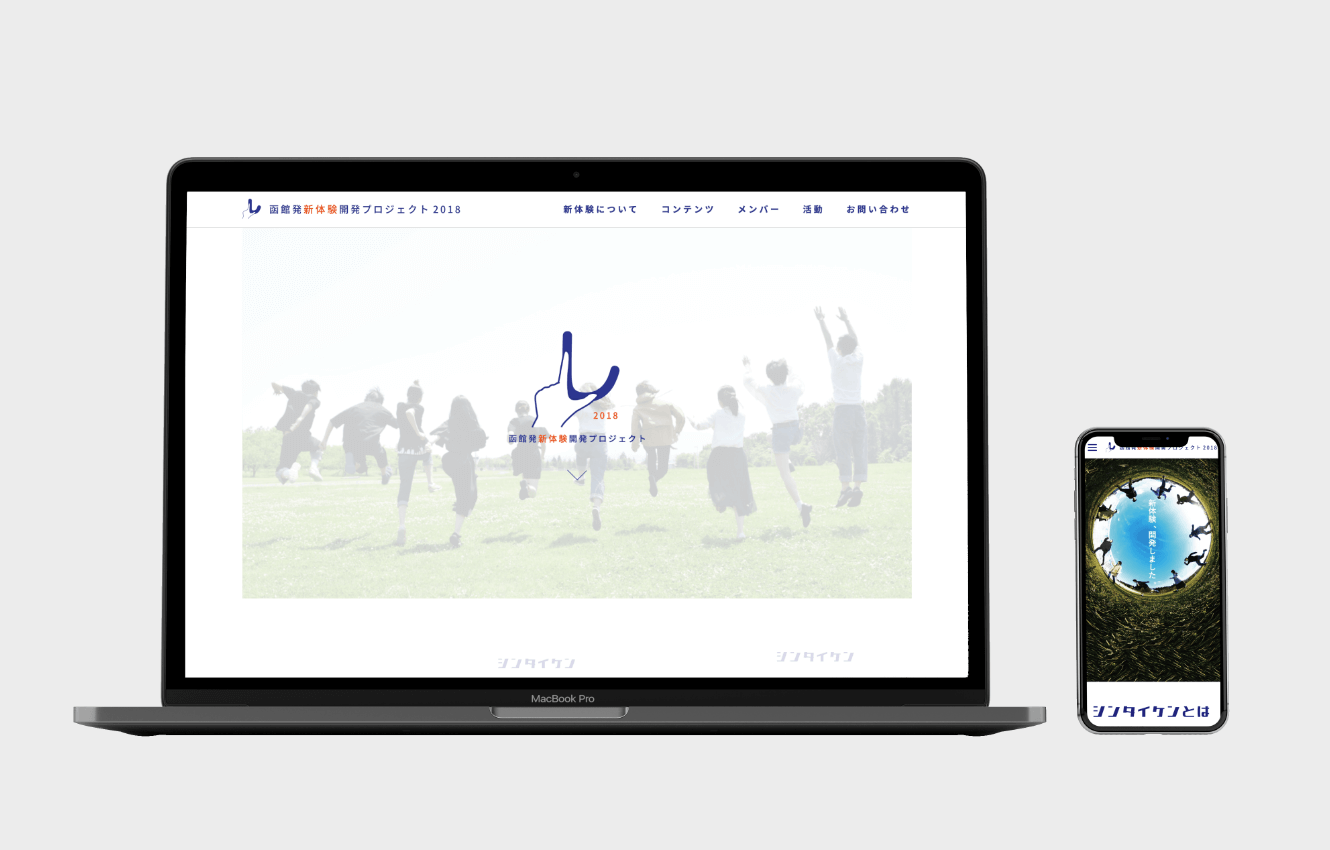 函館発新体験開発プロジェクト 2018
新体験について コンテンツ メンバー 活動 お問い合わせ
2018
函館発新体験開発プロジェクト
シンタイケン
シンタイケン
MacBook Pro
函館発新体験開発プロジェクト 2018
新体験、開発しました。
シンタイケンとは